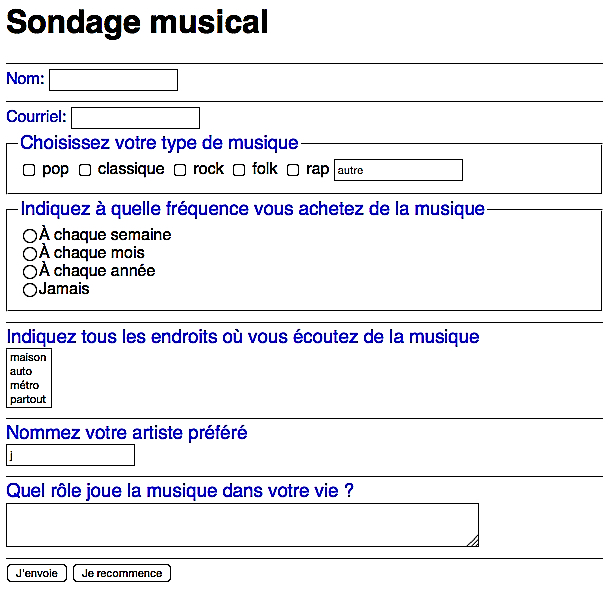 Sondage musical
Nom:
Courriel:
Choisissez votre type de musique
pop classique rock folk rap autre
Indiquez à quelle fréquence vous achetez de la musique
À chaque semaine
À chaque mois
À chaque année
Jamais
Indiquez tous les endroits où vous écoutez de la musique
maison
auto
métro
partout
Nommez votre artiste préféré
j
Quel rôle joue la musique dans votre vie ?
J'envoie Je recommence